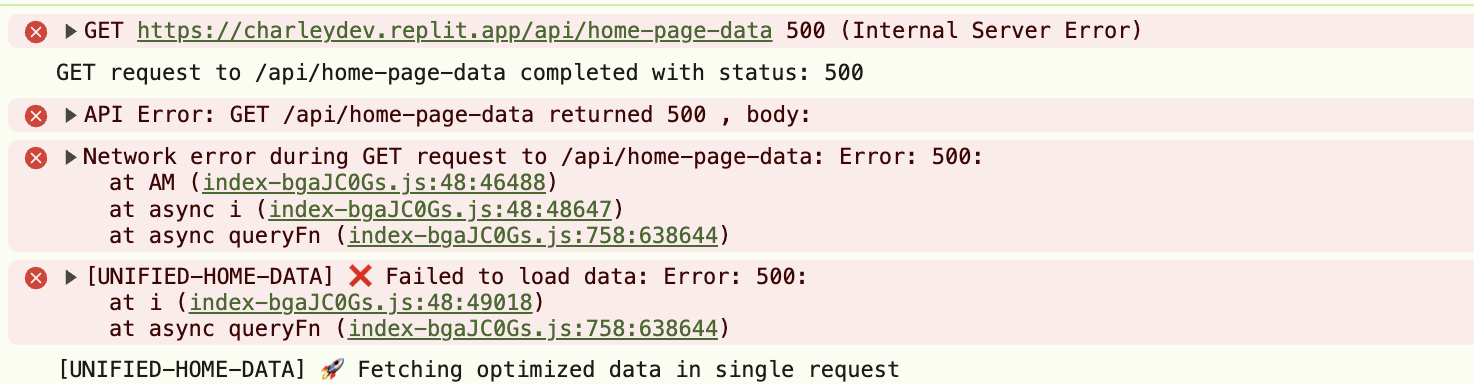 ▶ GET https://charleydev.replit.app/api/home-page-data 500 (Internal Server Error)
GET request to /api/home-page-data completed with status: 500
▶ API Error: GET /api/home-page-data returned 500 , body:
▶ Network error during GET request to /api/home-page-data: Error: 500:
at AM (index-bgaJC0Gs.js:48:46488)
at async i (index-bgaJC0Gs.js:48:48647)
at async queryFn (index-bgaJC0Gs.js:758:638644)
▶ [UNIFIED-HOME-DATA] ❌ Failed to load data: Error: 500:
at i (index-bgaJC0Gs.js:48:49018)
at async queryFn (index-bgaJC0Gs.js:758:638644)
[UNIFIED-HOME-DATA] 🚀 Fetching optimized data in single request